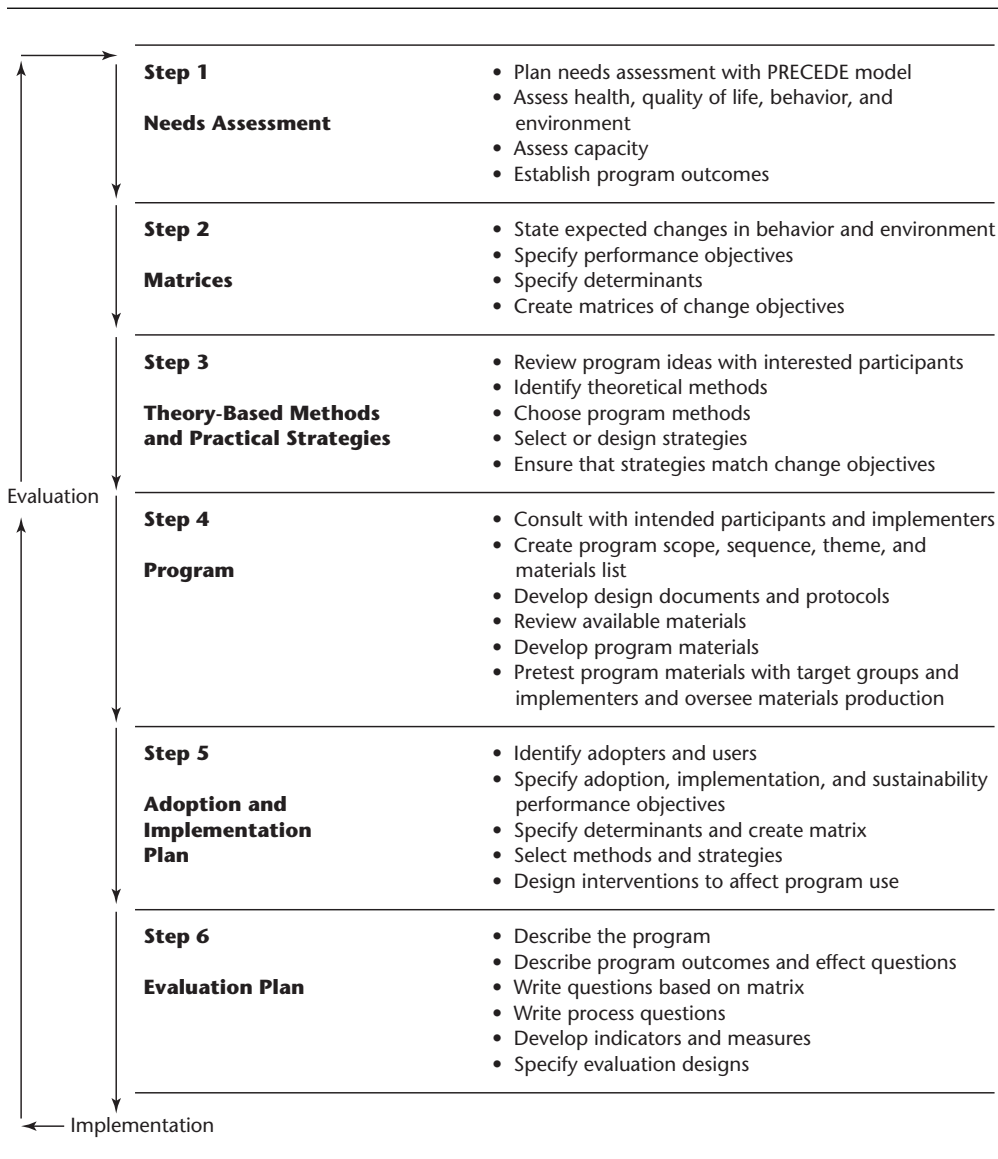 Step 1
Needs Assessment
• Plan needs assessment with PRECEDE model
• Assess health, quality of life, behavior, and
environment
• Assess capacity
• Establish program outcomes
Step 2
Matrices
• State expected changes in behavior and environment
• Specify performance objectives
• Specify determinants
• Create matrices of change objectives
Step 3
Theory-Based Methods
and Practical Strategies
• Review program ideas with interested participants
• Identify theoretical methods
• Choose program methods
• Select or design strategies
• Ensure that strategies match change objectives
Evaluation
Step 4
Program
• Consult with intended participants and implementers
• Create program scope, sequence, theme, and
materials list
• Develop design documents and protocols
• Review available materials
• Develop program materials
• Pretest program materials with target groups and
implementers and oversee materials production
Step 5
Adoption and
Implementation
Plan
• Identify adopters and users
• Specify adoption, implementation, and sustainability
performance objectives
• Specify determinants and create matrix
• Select methods and strategies
• Design interventions to affect program use
Step 6
Evaluation Plan
• Describe the program
• Describe program outcomes and effect questions
• Write questions based on matrix
• Write process questions
• Develop indicators and measures
• Specify evaluation designs
Implementation